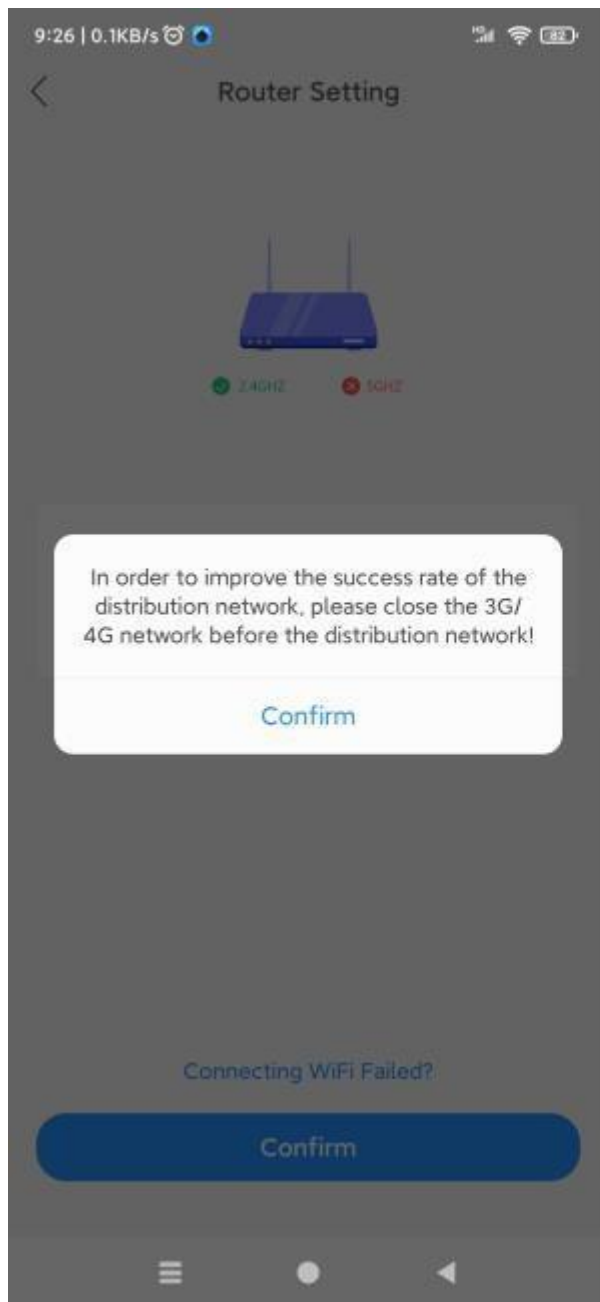 9:26 | 0.1KB/s
82
Router Setting
2.4GHZ
5GHZ
In order to improve the success rate of the
distribution network, please close the 3G/
4G network before the distribution network!
Confirm
Connecting WiFi Failed?
Confirm